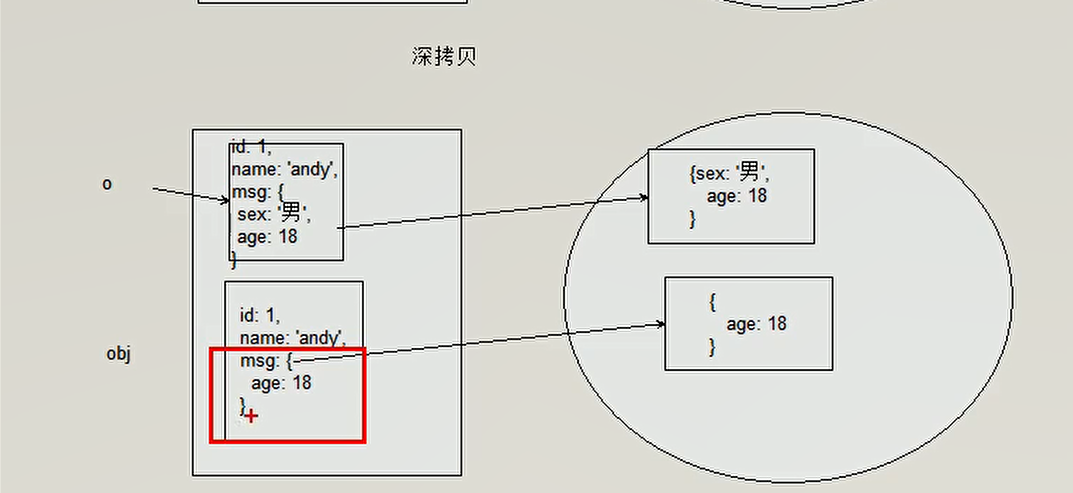 深拷贝
o
id: 1,
name: 'andy',
msg: {
sex: '男',
age: 18
}
{sex: '男',
age: 18
}
obj
id: 1,
name: 'andy',
msg: {
age: 18
}
{
age: 18
}